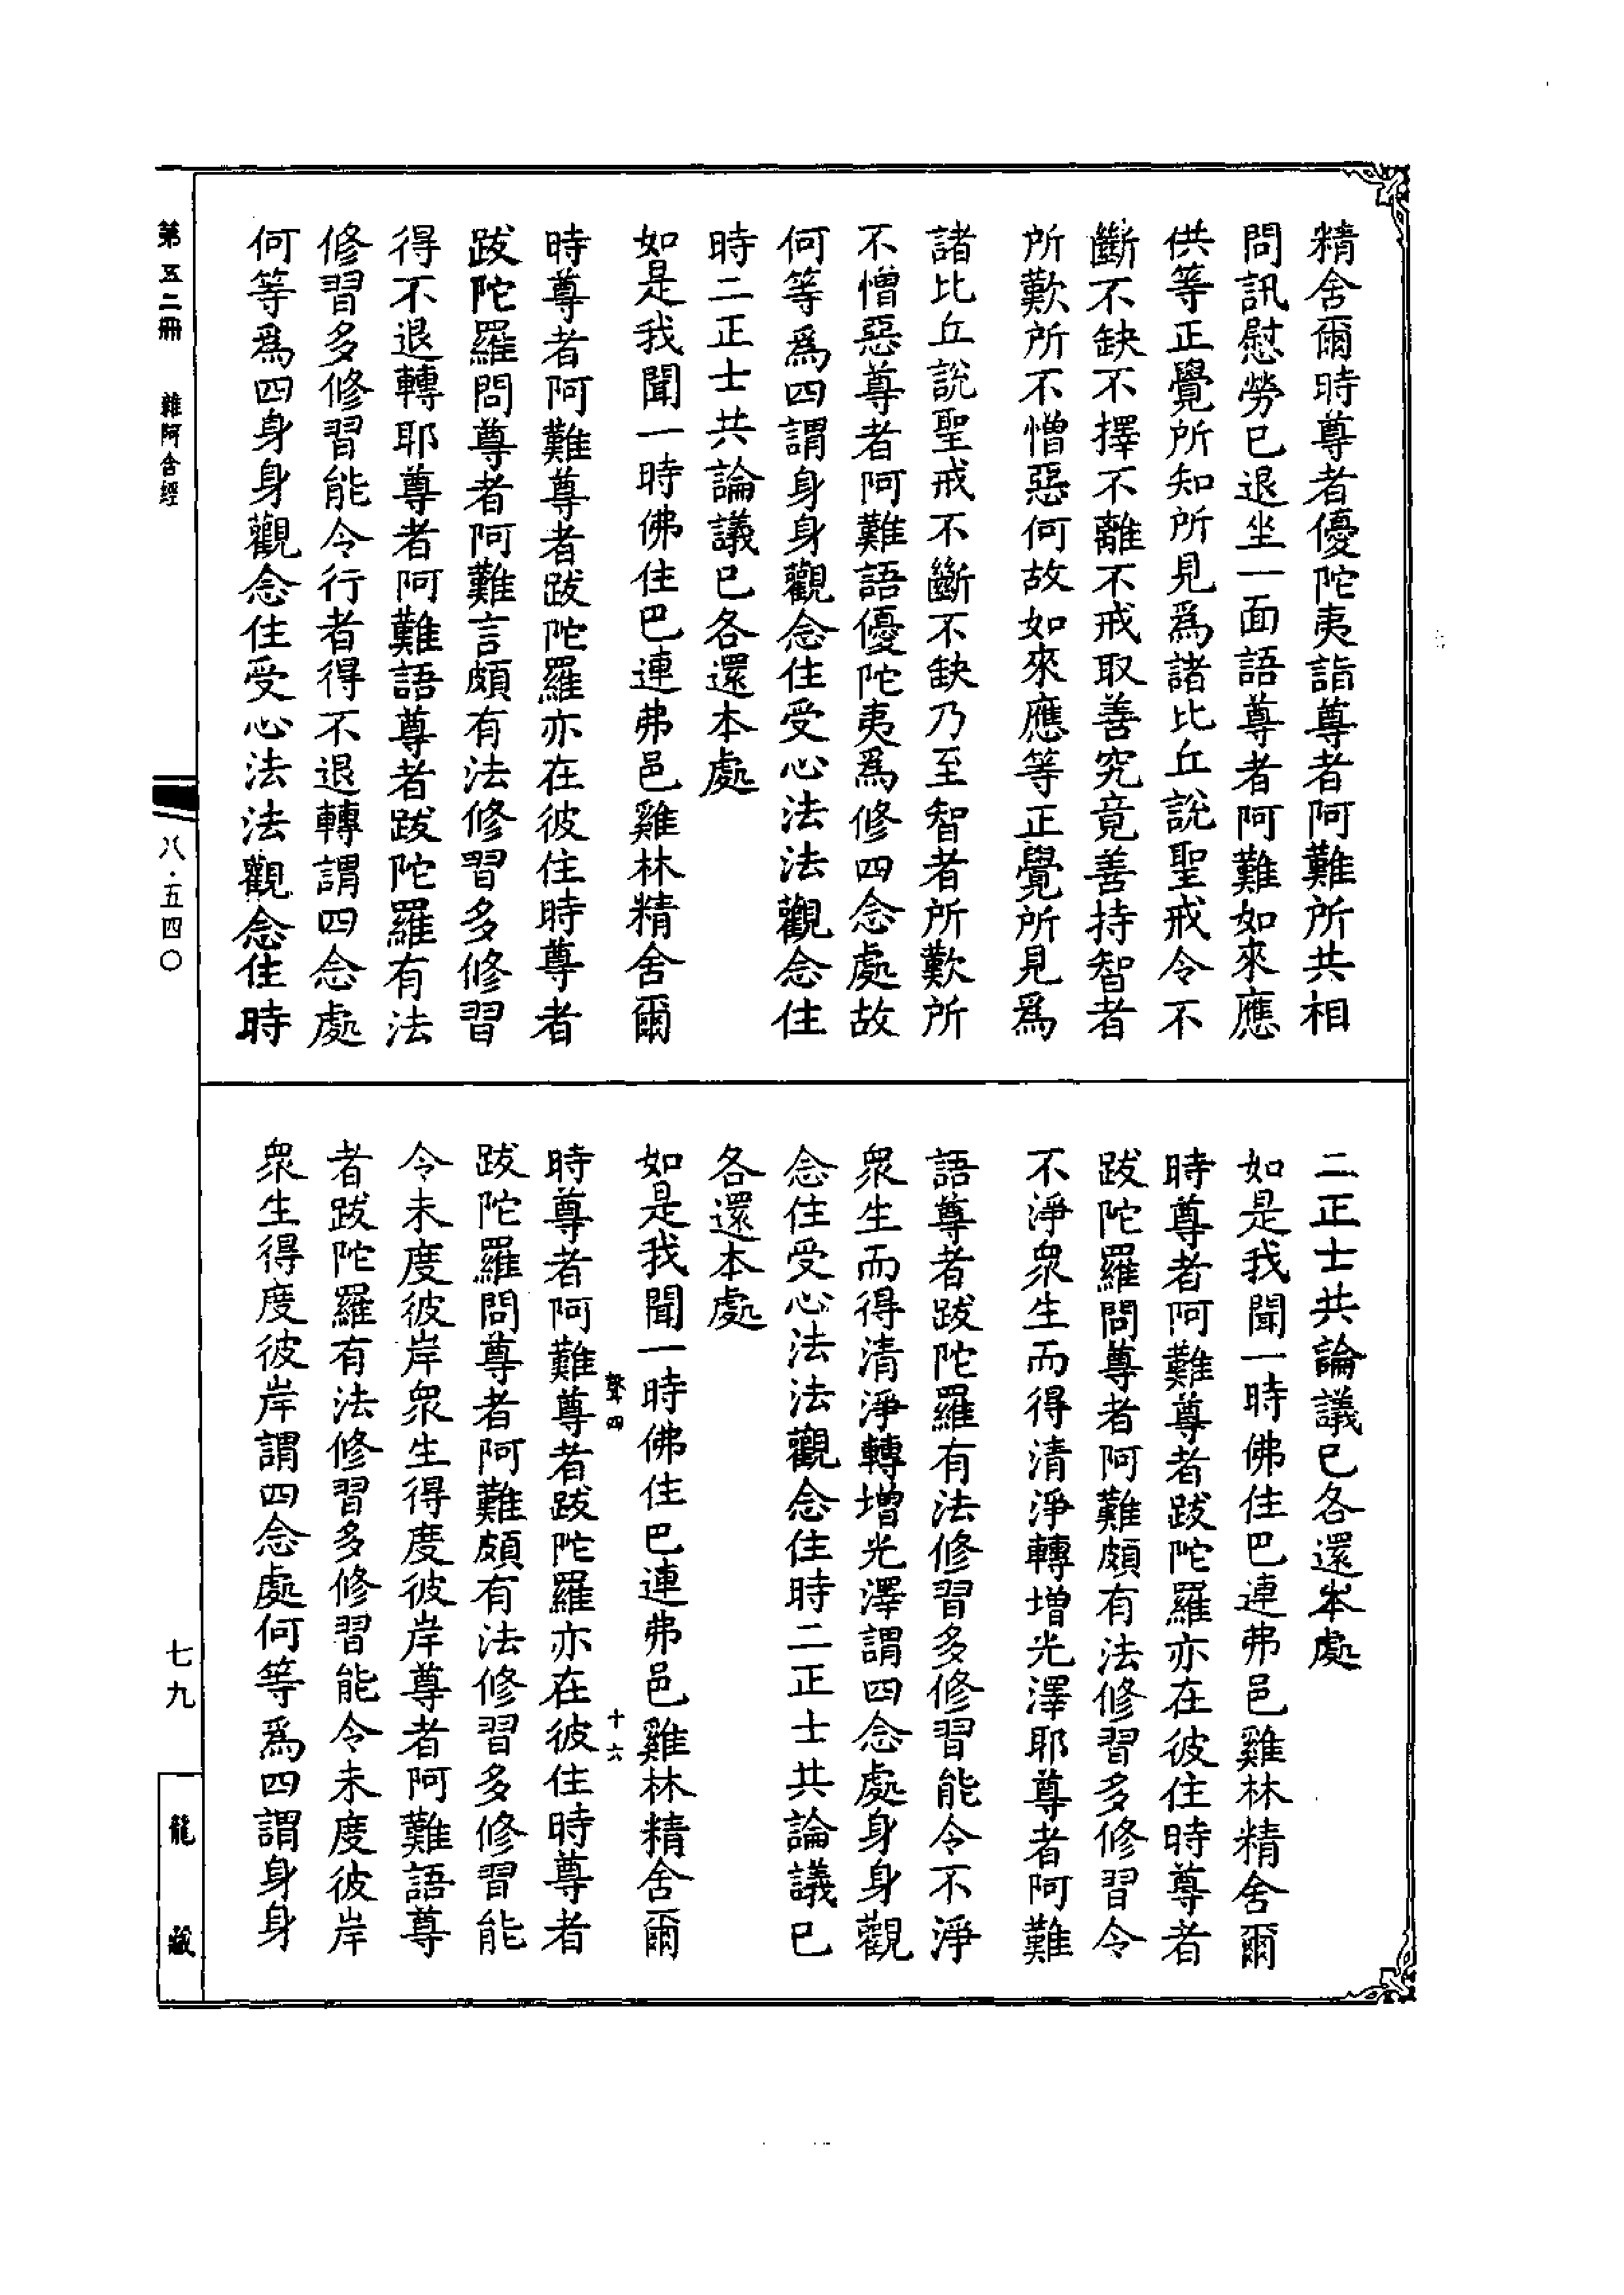 精舍爾時尊者優陀夷詣尊者阿難所共相
問訊慰勞已退坐一面語尊者阿難如來應
供等正覺所知所見爲諸比丘說聖戒令不
斷不缺不擇不離不戒取善究竟善持智者
所歎所不憎惡何故如來應等正覺所見爲
諸比丘說聖戒不斷不缺乃至智者所歎所
不憎惡尊者阿難語優陀夷爲修四念處故
何等爲四謂身身觀念住受心法法觀念住
時二正士共論議已各還本處
如是我聞一時佛住巴連弗邑雞林精舍爾
時尊者阿難尊者跋陀羅亦在彼住時尊者
跋陀羅問尊者阿難言頗有法修習多修習
得不退轉耶尊者阿難語尊者跋陀羅有法
修習多修習能令行者得不退轉謂四念處
何等爲四身身觀念住受心法法觀念住時
二正士共論議已各還本處
如是我聞一時佛住巴連弗邑雞林精舍爾
時尊者阿難尊者跋陀羅亦在彼住時尊者
跋陀羅問尊者阿難頗有法修習多修習令
不淨眾生而得清淨轉增光澤耶尊者阿難
語尊者跋陀羅有法修習多修習能令不淨
眾生而得清淨轉增光澤謂四念處身身觀
念住受心法法觀念住時二正士共論議已
各還本處
如是我聞一時佛住巴連弗邑雞林精舍爾
聲四 十六
時尊者阿難尊者跋陀羅亦在彼住時尊者
跋陀羅問尊者阿難頗有法修習多修習能
令未度彼岸眾生得度彼岸尊者阿難語尊
者跋陀羅有法修習多修習能令未度彼岸
眾生得度彼岸謂四念處何等爲四謂身身
第五二冊 雜阿含經
八·五四〇
七九
龍藏